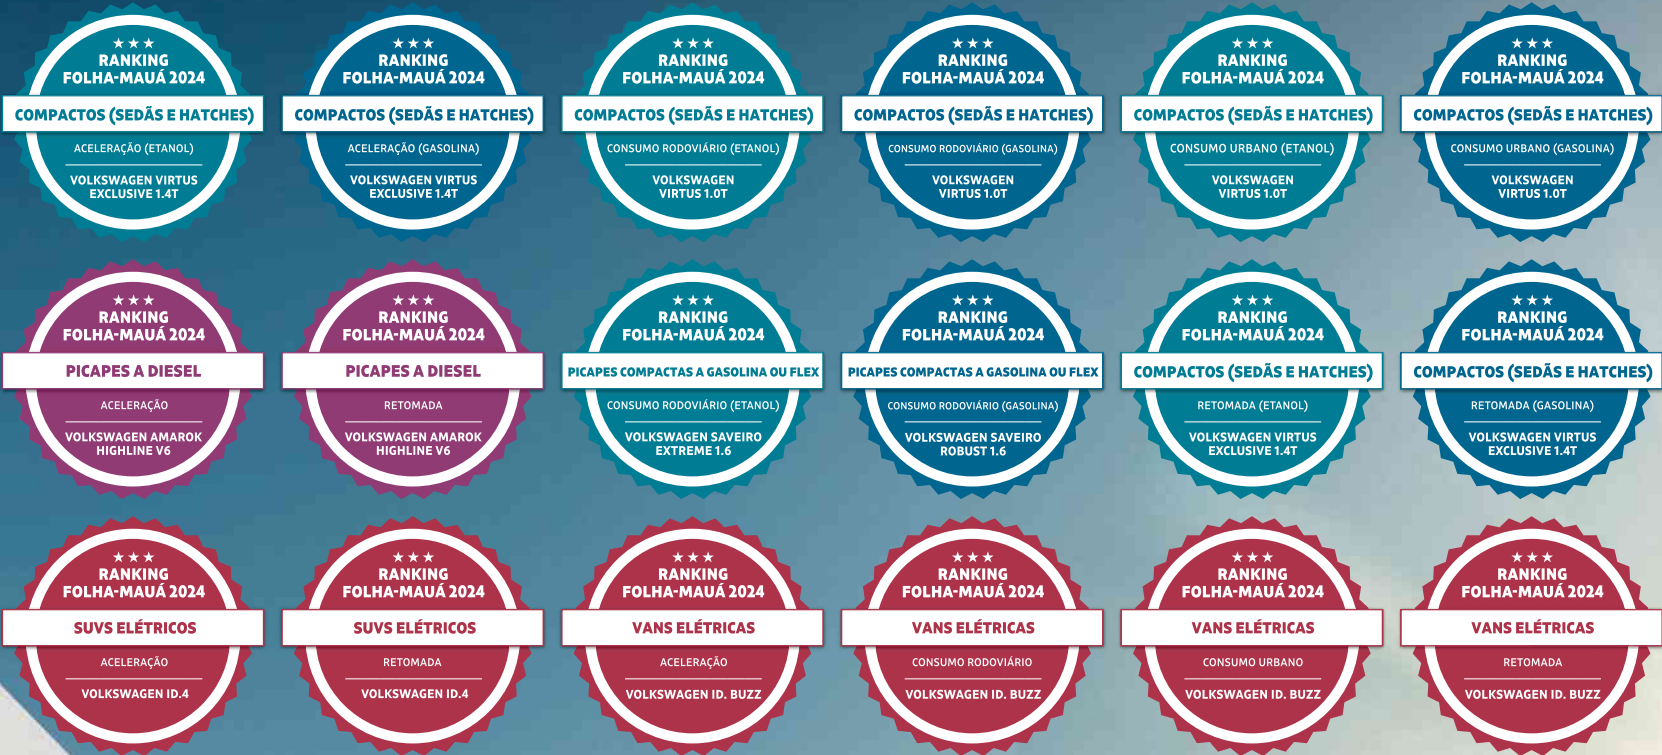 ★★★
RANKING
FOLHA-MAUÁ 2024
COMPACTOS (SEDÃS E HATCHES)
ACELERAÇÃO (ETANOL)
VOLKSWAGEN VIRTUS
EXCLUSIVE 1.4T
★★★
RANKING
FOLHA-MAUÁ 2024
COMPACTOS (SEDÃS E HATCHES)
ACELERAÇÃO (GASOLINA)
VOLKSWAGEN VIRTUS
EXCLUSIVE 1.4T
★★★
RANKING
FOLHA-MAUÁ 2024
COMPACTOS (SEDÃS E HATCHES)
CONSUMO RODOVIÁRIO (ETANOL)
VOLKSWAGEN
VIRTUS 1.0T
★★★
RANKING
FOLHA-MAUÁ 2024
COMPACTOS (SEDÃS E HATCHES)
CONSUMO RODOVIÁRIO (GASOLINA)
VOLKSWAGEN
VIRTUS 1.0T
★★★
RANKING
FOLHA-MAUÁ 2024
COMPACTOS (SEDÃS E HATCHES)
CONSUMO URBANO (ETANOL)
VOLKSWAGEN
VIRTUS 1.0T
★★★
RANKING
FOLHA-MAUÁ 2024
COMPACTOS (SEDÃS E HATCHES)
CONSUMO URBANO (GASOLINA)
VOLKSWAGEN
VIRTUS 1.0T
★★★
RANKING
FOLHA-MAUÁ 2024
PICAPES A DIESEL
ACELERAÇÃO
VOLKSWAGEN AMAROK
HIGHLINE V6
★★★
RANKING
FOLHA-MAUÁ 2024
PICAPES A DIESEL
RETOMADA
VOLKSWAGEN AMAROK
HIGHLINE V6
★★★
RANKING
FOLHA-MAUÁ 2024
PICAPES COMPACTAS A GASOLINA OU FLEX
CONSUMO RODOVIÁRIO (ETANOL)
VOLKSWAGEN SAVEIRO
EXTREME 1.6
★★★
RANKING
FOLHA-MAUÁ 2024
PICAPES COMPACTAS A GASOLINA OU FLEX
CONSUMO RODOVIÁRIO (GASOLINA)
VOLKSWAGEN SAVEIRO
ROBUST 1.6
★★★
RANKING
FOLHA-MAUÁ 2024
COMPACTOS (SEDÃS E HATCHES)
RETOMADA (ETANOL)
VOLKSWAGEN VIRTUS
EXCLUSIVE 1.4T
★★★
RANKING
FOLHA-MAUÁ 2024
COMPACTOS (SEDÃS E HATCHES)
RETOMADA (GASOLINA)
VOLKSWAGEN VIRTUS
EXCLUSIVE 1.4T
★★★
RANKING
FOLHA-MAUÁ 2024
SUVS ELÉTRICOS
ACELERAÇÃO
VOLKSWAGEN ID.4
★★★
RANKING
FOLHA-MAUÁ 2024
SUVS ELÉTRICOS
RETOMADA
VOLKSWAGEN ID.4
★★★
RANKING
FOLHA-MAUÁ 2024
VANS ELÉTRICAS
ACELERAÇÃO
VOLKSWAGEN ID. BUZZ
★★★
RANKING
FOLHA-MAUÁ 2024
VANS ELÉTRICAS
CONSUMO RODOVIÁRIO
VOLKSWAGEN ID. BUZZ
★★★
RANKING
FOLHA-MAUÁ 2024
VANS ELÉTRICAS
CONSUMO URBANO
VOLKSWAGEN ID. BUZZ
★★★
RANKING
FOLHA-MAUÁ 2024
VANS ELÉTRICAS
RETOMADA
VOLKSWAGEN ID. BUZZ